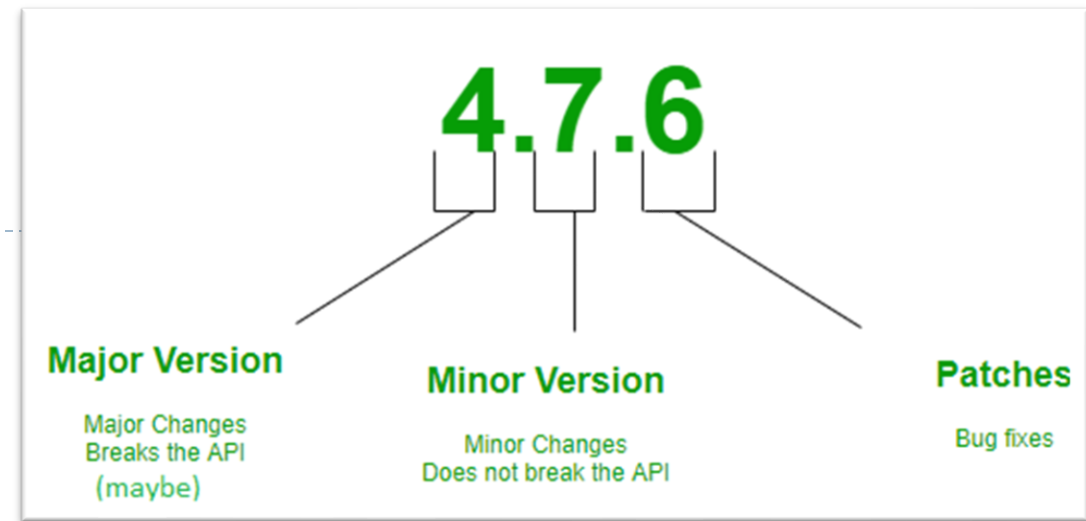 4.7.6
Major Version
Major Changes
Breaks the API
(maybe)
Minor Version
Minor Changes
Does not break the API
Patches
Bug fixes